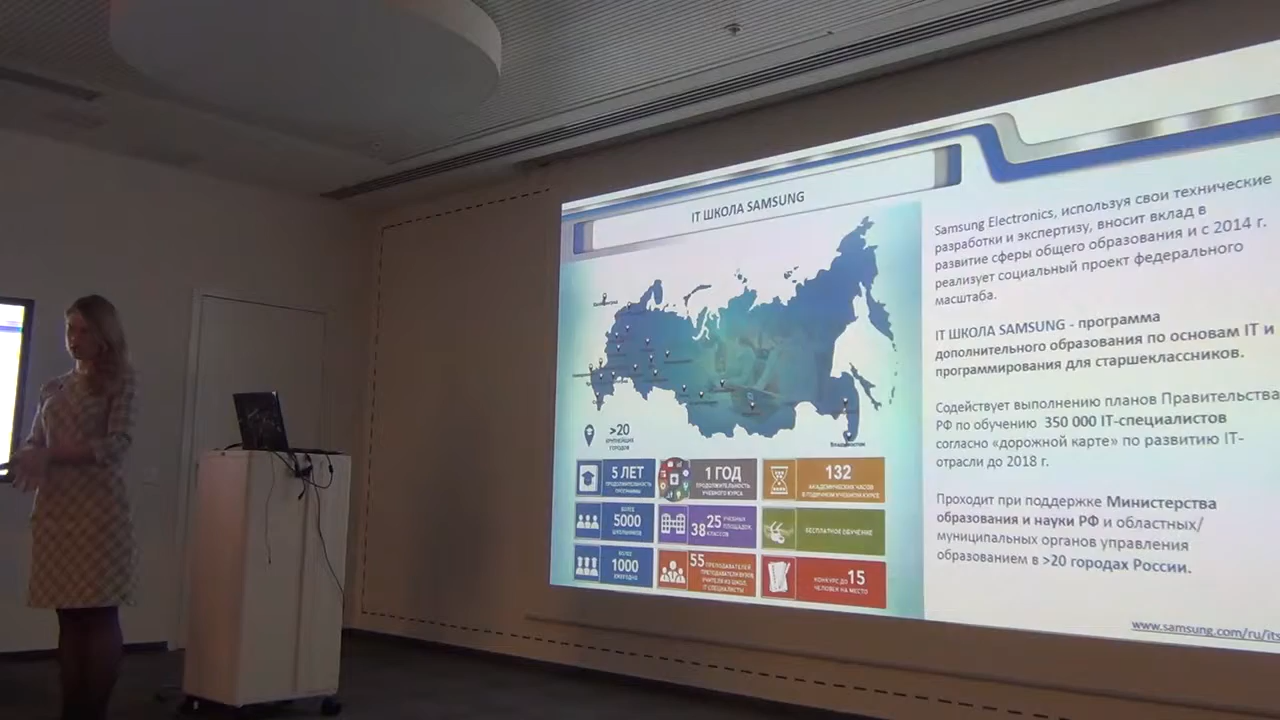 IT ШКОЛА SAMSUNG
Samsung Electronics, используя свои технические
разработки и экспертизу, вносит вклад в
развитие сферы общего образования и с 2014 г.
реализует социальный проект федерального
масштаба.
IT ШКОЛА SAMSUNG - программа
дополнительного образования по основам IT и
программирования для старшеклассников.
Содействует выполнению планов Правительства
РФ по обучению 350 000 IT-специалистов
согласно «дорожной карте» по развитию IT-
отрасли до 2018 г.
Проходит при поддержке Министерства
образования и науки РФ и областных/
муниципальных органов управления
образованием в >20 городах России.
www.samsung.com/ru/its
Владивосток
>20
КРУПНЕЙШИХ
ГОРОДОВ
5 ЛЕТ
ПРОДОЛЖИТЕЛЬНОСТЬ
ПРОГРАММЫ
1 ГОД
ПРОДОЛЖИТЕЛЬНОСТЬ
УЧЕБНОГО КУРСА
132
АКАДЕМИЧЕСКИХ ЧАСОВ
В ГОДИЧНОМ УЧЕБНОМ КУРСЕ
БОЛЕЕ
5000
ШКОЛЬНИКОВ
25 УЧЕБНЫХ
ПЛОЩАДОК,
38 КЛАССОВ
БЕСПЛАТНОЕ ОБУЧЕНИЕ
БОЛЕЕ
1000
ЕЖЕГОДНО
55 ПРЕПОДАВАТЕЛЕЙ
ПРЕПОДАВАТЕЛИ ВУЗОВ
УЧИТЕЛЯ ИЗ ШКОЛ,
IT СПЕЦИАЛИСТЫ
КОНКУРС ДО 15
ЧЕЛОВЕК НА МЕСТО